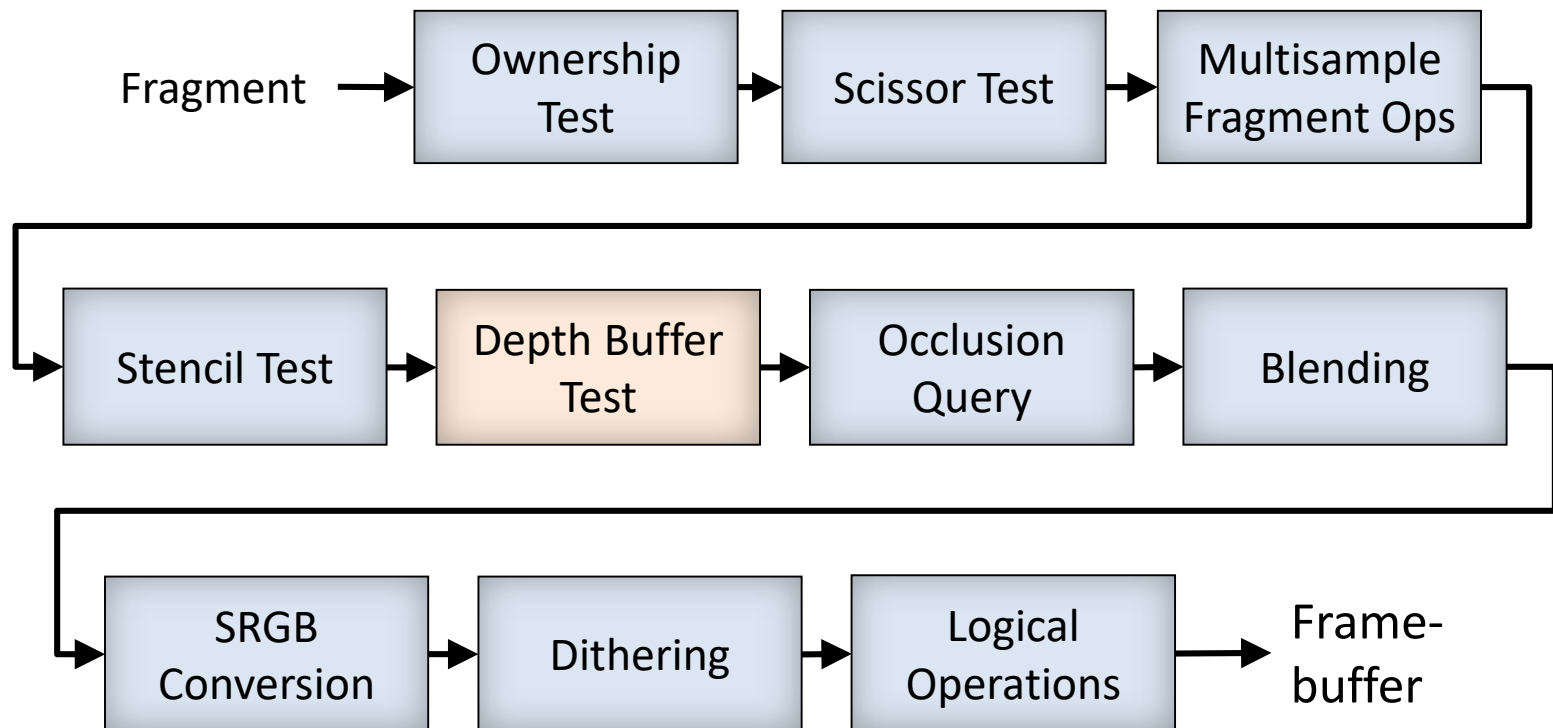 Fragment
Ownership
Test
Scissor Test
Multisample
Fragment Ops
Stencil Test
Depth Buffer
Test
Occlusion
Query
Blending
SRGB
Conversion
Dithering
Logical
Operations
Frame-
buffer